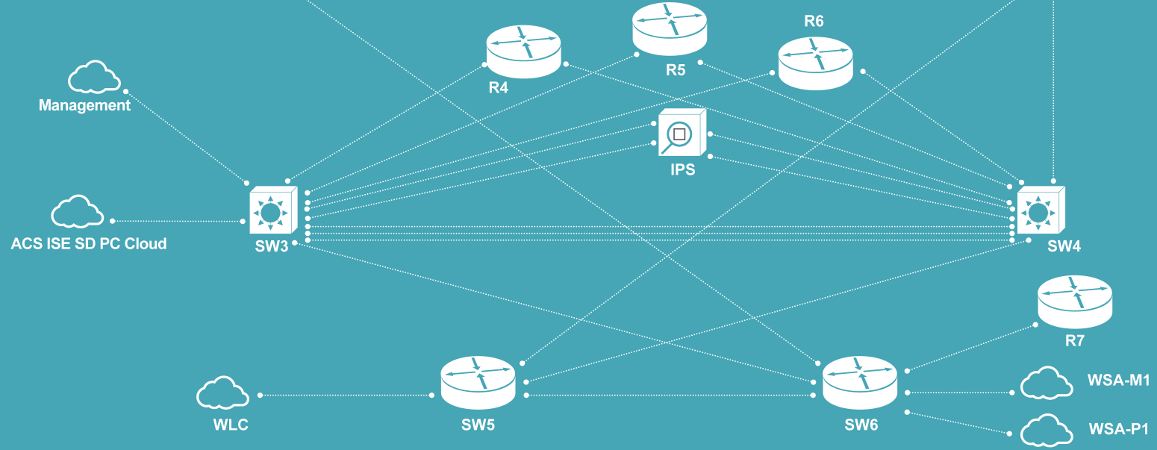 R6
R5
R4
Management
IPS
ACS ISE SD PC Cloud
SW3
SW4
R7
WSA-M1
WLC
SW5
SW6
WSA-P1